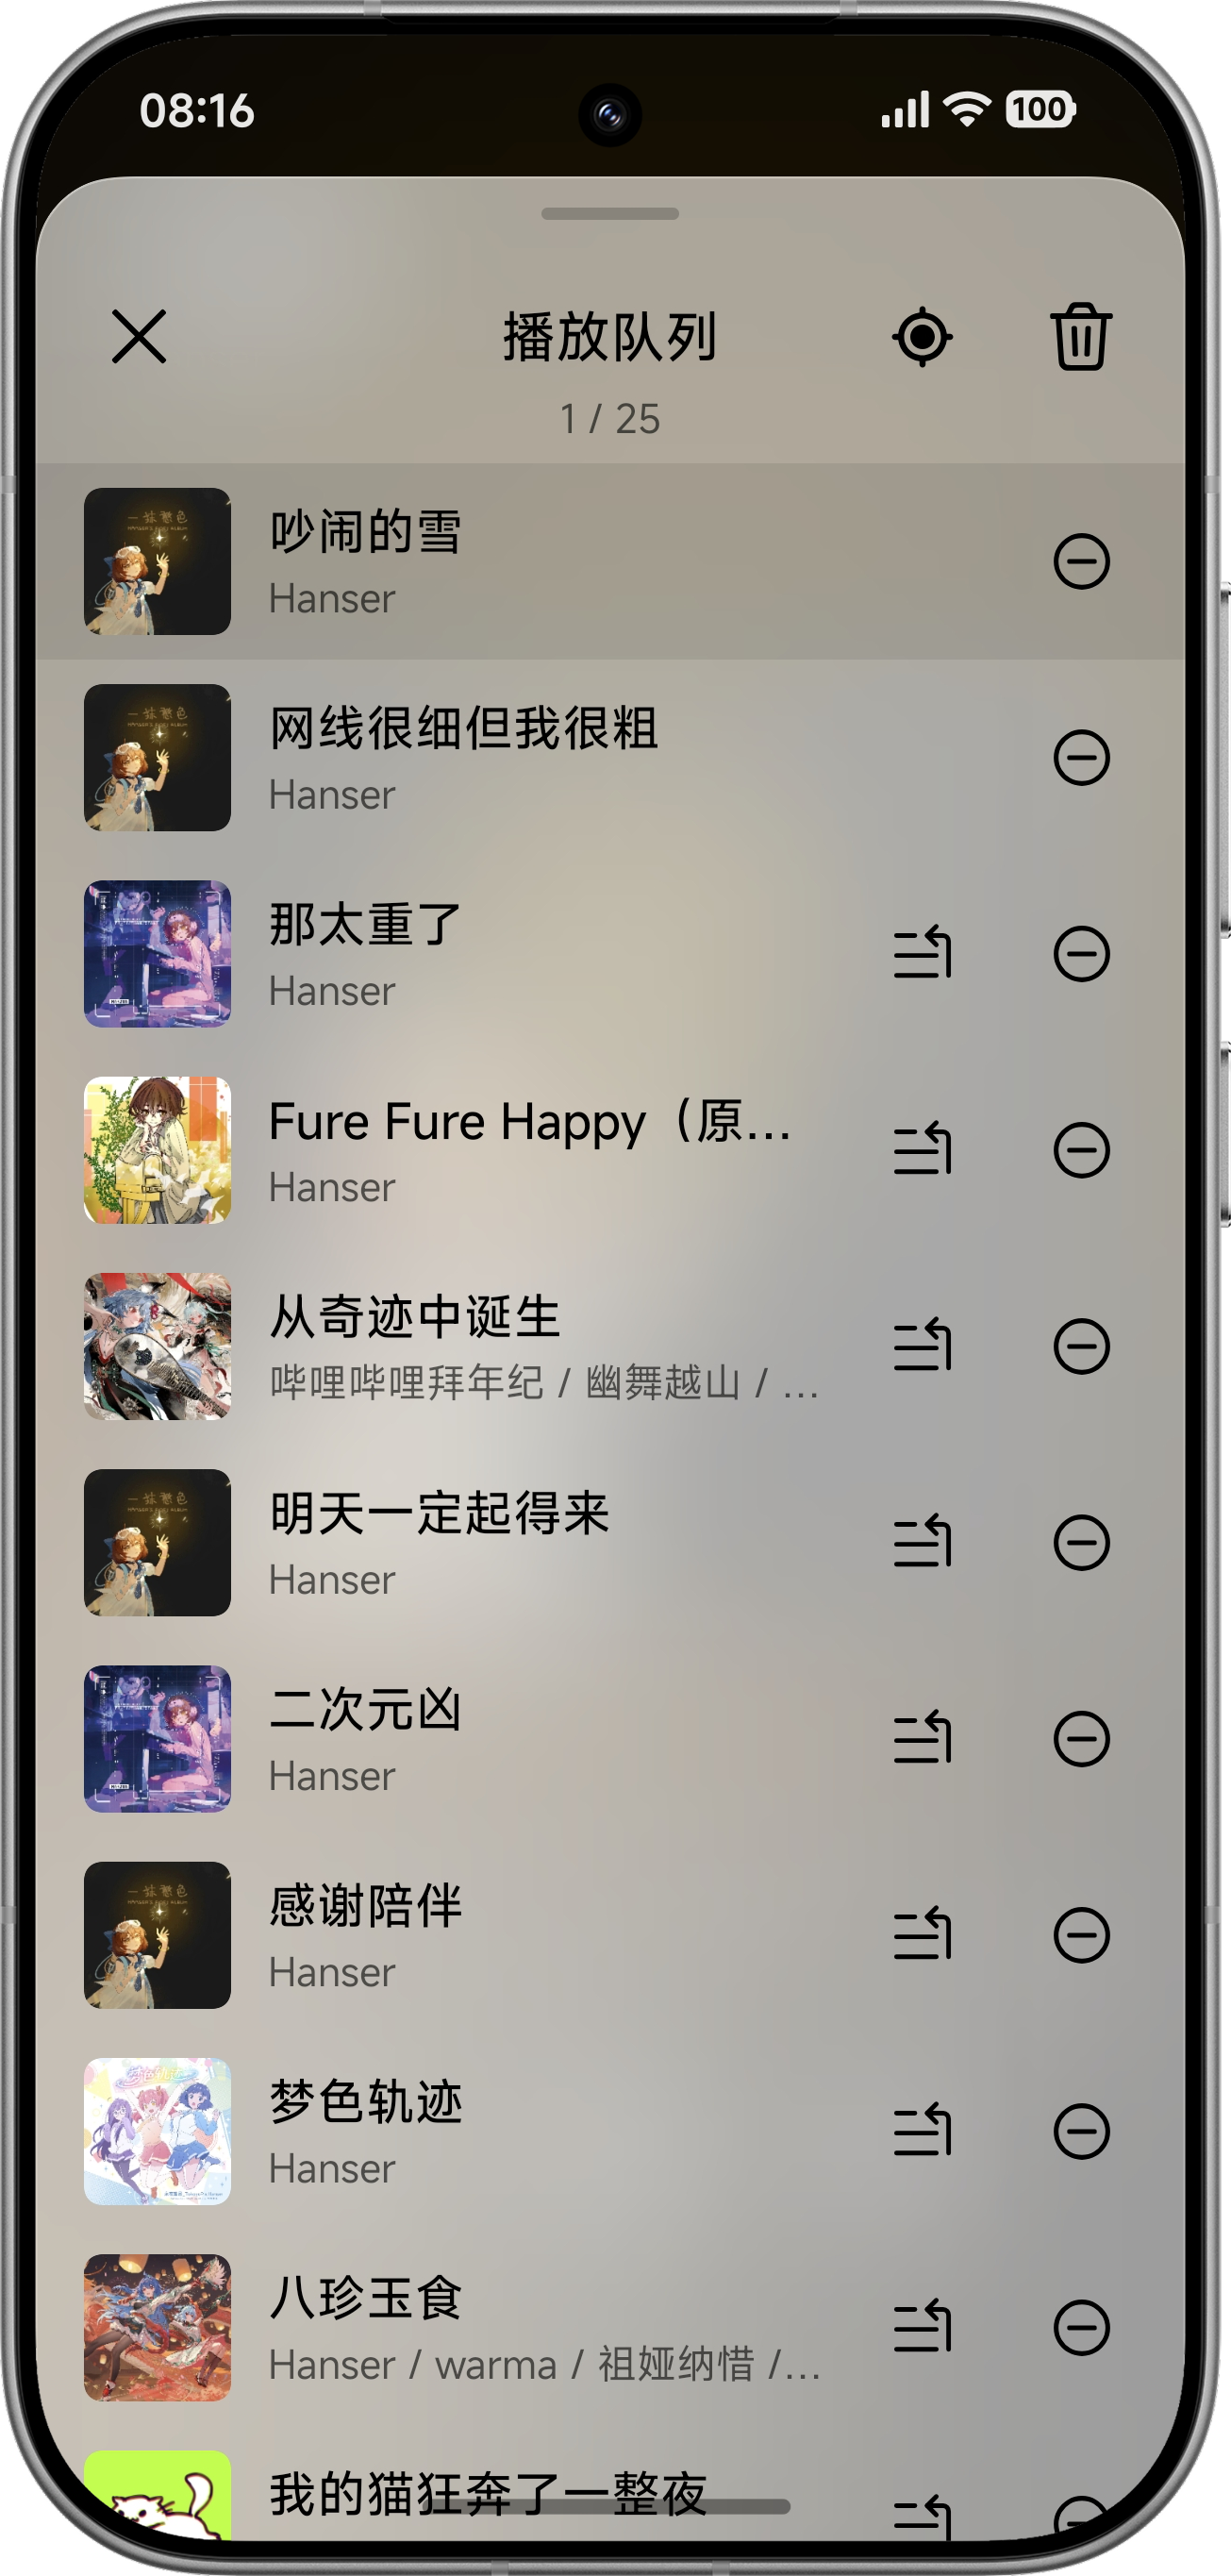 08:16
100
播放队列
1 / 25
吵闹的雪
Hanser
网线很细但我很粗
Hanser
那太重了
Hanser
Fure Fure Happy（原...
Hanser
从奇迹中诞生
哔哩哔哩拜年纪 / 幽舞越山 / ...
明天一定起得来
Hanser
二次元凶
Hanser
感谢陪伴
Hanser
梦色轨迹
Hanser
八珍玉食
Hanser / warma / 祖娅纳惜 /...
我的猫狂奔了一整夜